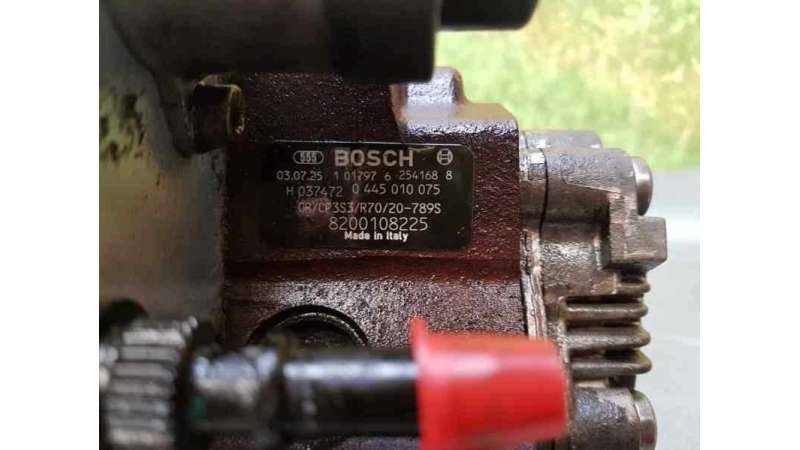 555 BOSCH
03.07.25 1 01797 6 254168 8
H 037472 0 445 010 075
CR/CP3S3/R70/20-789S
8200108225
Made in Italy